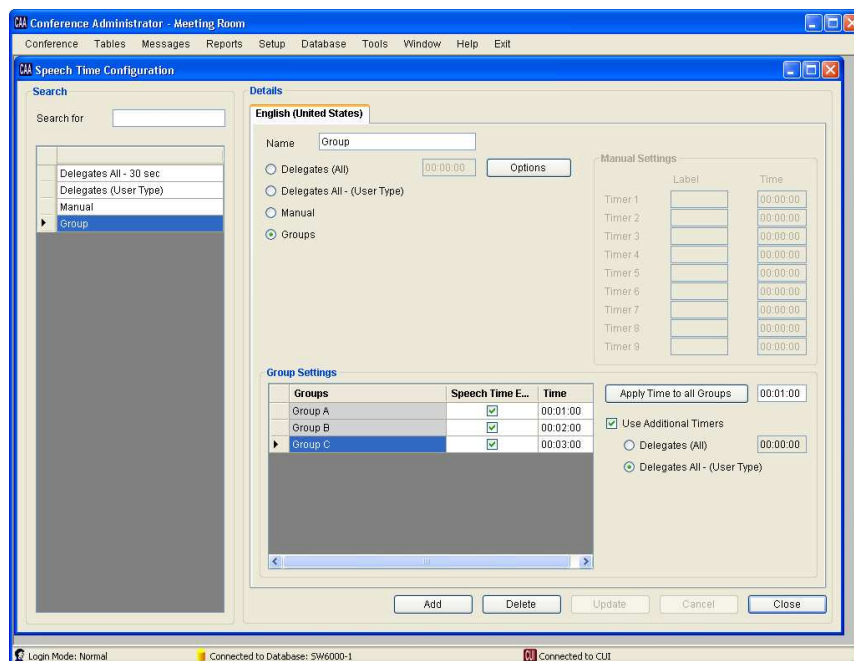 CAA Conference Administrator - Meeting Room
Conference Tables Messages Reports Setup Database Tools Window Help Exit
CAA Speech Time Configuration
Search
Search for
Delegates All - 30 sec
Delegates (User Type)
Manual
Group
Details
English (United States)
Name Group
Delegates (All) 00:00:00 Options
Delegates All - (User Type)
Manual
Groups
Manual Settings
Label Time
Timer 1 00:00:00
Timer 2 00:00:00
Timer 3 00:00:00
Timer 4 00:00:00
Timer 5 00:00:00
Timer 6 00:00:00
Timer 7 00:00:00
Timer 8 00:00:00
Timer 9 00:00:00
Group Settings
Groups Speech Time E... Time
Group A 00:01:00
Group B 00:02:00
Group C 00:03:00
Apply Time to all Groups 00:01:00
Use Additional Timers
Delegates (All) 00:00:00
Delegates All - (User Type)
Add Delete Update Cancel Close
Login Mode: Normal Connected to Database: SW6000-1 CUI Connected to CUI